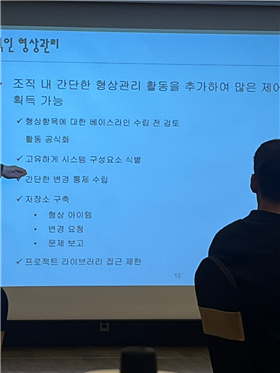 적인 형상관리
• 조직 내 간단한 형상관리 활동을 추가하여 많은 제어
획득 가능
✓ 형상항목에 대한 베이스라인 수립 전 검토
활동 공식화
✓ 고유하게 시스템 구성요소 식별
✓ 간단한 변경 통제 수립
✓ 저장소 구축
• 형상 아이템
• 변경 요청
• 문제 보고
✓ 프로젝트 라이브러리 접근 제한
12